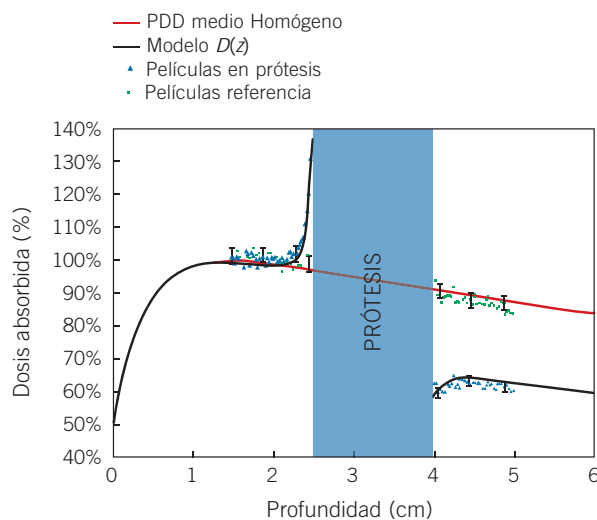 PDD medio Homógeno
Modelo D(z)
Películas en prótesis
Películas referencia
Dosis absorbida (%)
140%
130%
120%
110%
100%
90%
80%
70%
60%
50%
40%
PRÓTESIS
0
1
2
3
4
5
6
Profundidad (cm)